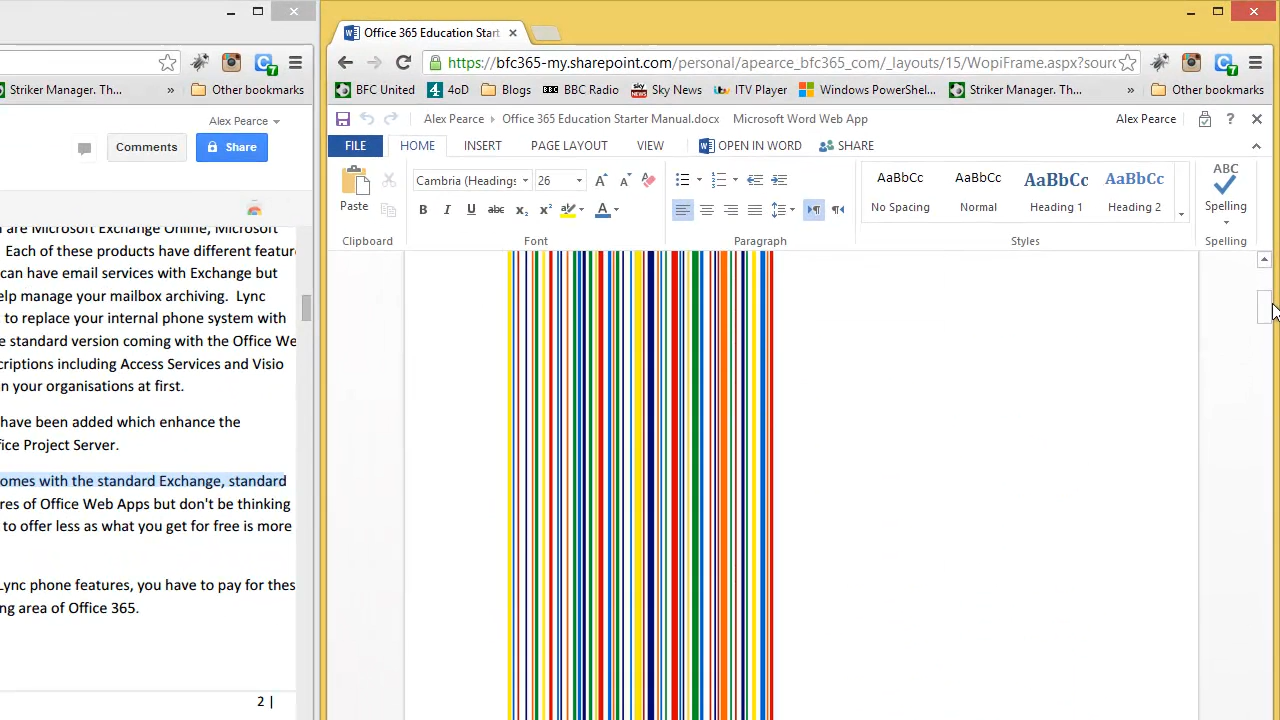 Striker Manager. Th...
»
Other bookmarks
Alex Pearce
Comments
Share
are Microsoft Exchange Online, Microsoft
Each of these products have different
can have email services with Exchange but
help manage your mailbox archiving. Lync
to replace your internal phone system with
standard version coming with the Office
including Access Services and Visio
in your organisations at first.
have been added which enhance the
Office Project Server.
comes with the standard Exchange, standard
of Office Web Apps but don't be thinking
to offer less as what you get for free is more
Lync phone features, you have to pay for
area of Office 365.
2 |
Office 365 Education Start
https://bfc365-my.sharepoint.com/personal/apearce_bfc365_com/_layouts/15/WopiFrame.aspx?sourc
BFC United
4oD
Blogs
BBC Radio
Sky News
ITV Player
Windows PowerShel...
Striker Manager. Th...
»
Other bookmarks
Alex Pearce
Office 365 Education Starter Manual.docx
Microsoft Word Web App
Alex Pearce
?
FILE
HOME
INSERT
PAGE LAYOUT
VIEW
OPEN IN WORD
SHARE
Paste
Clipboard
Cambria (Headings
26
B I U abc X₂ X² A
Font
Paragraph
AaBbCc
No Spacing
AaBbCc
Normal
AaBbCc
Heading 1
AaBbCc
Heading 2
Styles
ABC
Spelling
Spelling